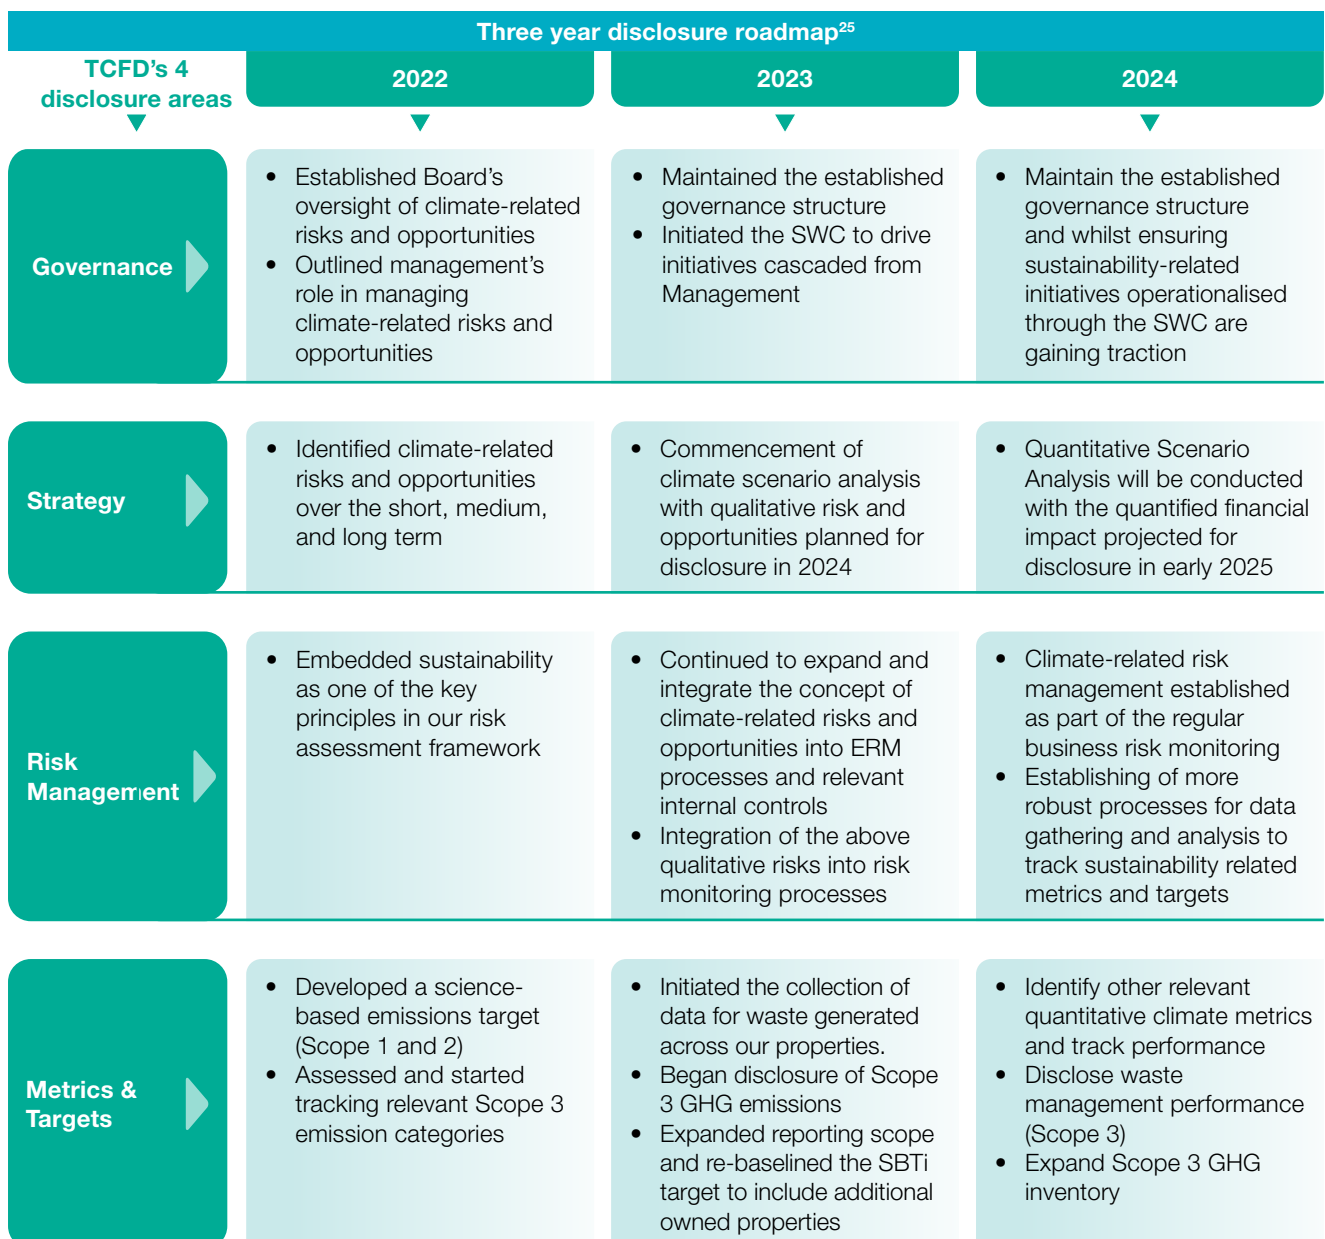 Three year disclosure roadmap25
TCFD's 4
disclosure areas
2022
2023
2024
Governance
• Established Board's
oversight of climate-related
risks and opportunities
• Outlined management's
role in managing
climate-related risks and
opportunities
• Maintained the established
governance structure
• Initiated the SWC to drive
initiatives cascaded from
Management
• Maintain the established
governance structure
and whilst ensuring
sustainability-related
initiatives operationalised
through the SWC are
gaining traction
Strategy
• Identified climate-related
risks and opportunities
over the short, medium,
and long term
• Commencement of
climate scenario analysis
with qualitative risk and
opportunities planned for
disclosure in 2024
• Quantitative Scenario
Analysis will be conducted
with the quantified financial
impact projected for
disclosure in early 2025
Risk
Management
• Embedded sustainability
as one of the key
principles in our risk
assessment framework
• Continued to expand and
integrate the concept of
climate-related risks and
opportunities into ERM
processes and relevant
internal controls
• Integration of the above
qualitative risks into risk
monitoring processes
• Climate-related risk
management established
as part of the regular
business risk monitoring
• Establishing of more
robust processes for data
gathering and analysis to
track sustainability related
metrics and targets
Metrics &
Targets
• Developed a science-
based emissions target
(Scope 1 and 2)
• Assessed and started
tracking relevant Scope 3
emission categories
• Initiated the collection of
data for waste generated
across our properties.
• Began disclosure of Scope
3 GHG emissions
• Expanded reporting scope
and re-baselined the SBTi
target to include additional
owned properties
• Identify other relevant
quantitative climate metrics
and track performance
• Disclose waste
management performance
(Scope 3)
• Expand Scope 3 GHG
inventory